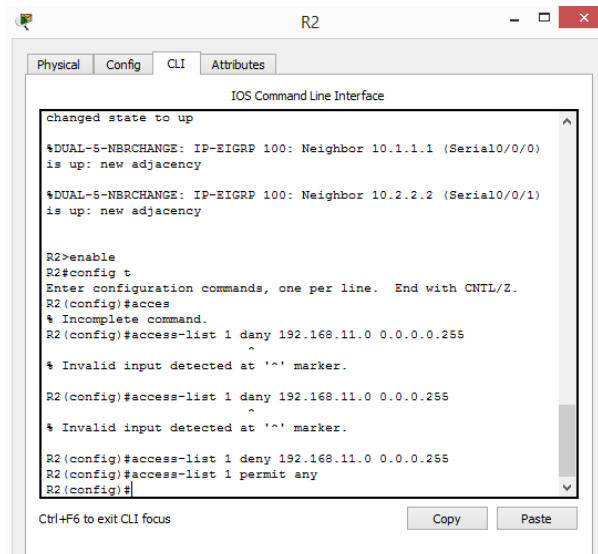 R2
Physical Config CLI Attributes
IOS Command Line Interface
changed state to up
%DUAL-5-NBRCHANGE: IP-EIGRP 100: Neighbor 10.1.1.1 (Serial0/0/0)
is up: new adjacency
%DUAL-5-NBRCHANGE: IP-EIGRP 100: Neighbor 10.2.2.2 (Serial0/0/1)
is up: new adjacency
R2>enable
R2#config t
Enter configuration commands, one per line.  End with CNTL/Z.
R2(config)#acces
% Incomplete command.
R2(config)#access-list 1 dany 192.168.11.0 0.0.0.255
^
% Invalid input detected at '^' marker.
R2(config)#access-list 1 dany 192.168.11.0 0.0.0.255
^
% Invalid input detected at '^' marker.
R2(config)#access-list 1 deny 192.168.11.0 0.0.0.255
R2(config)#access-list 1 permit any
R2(config)#
Ctrl+F6 to exit CLI focus Copy Paste